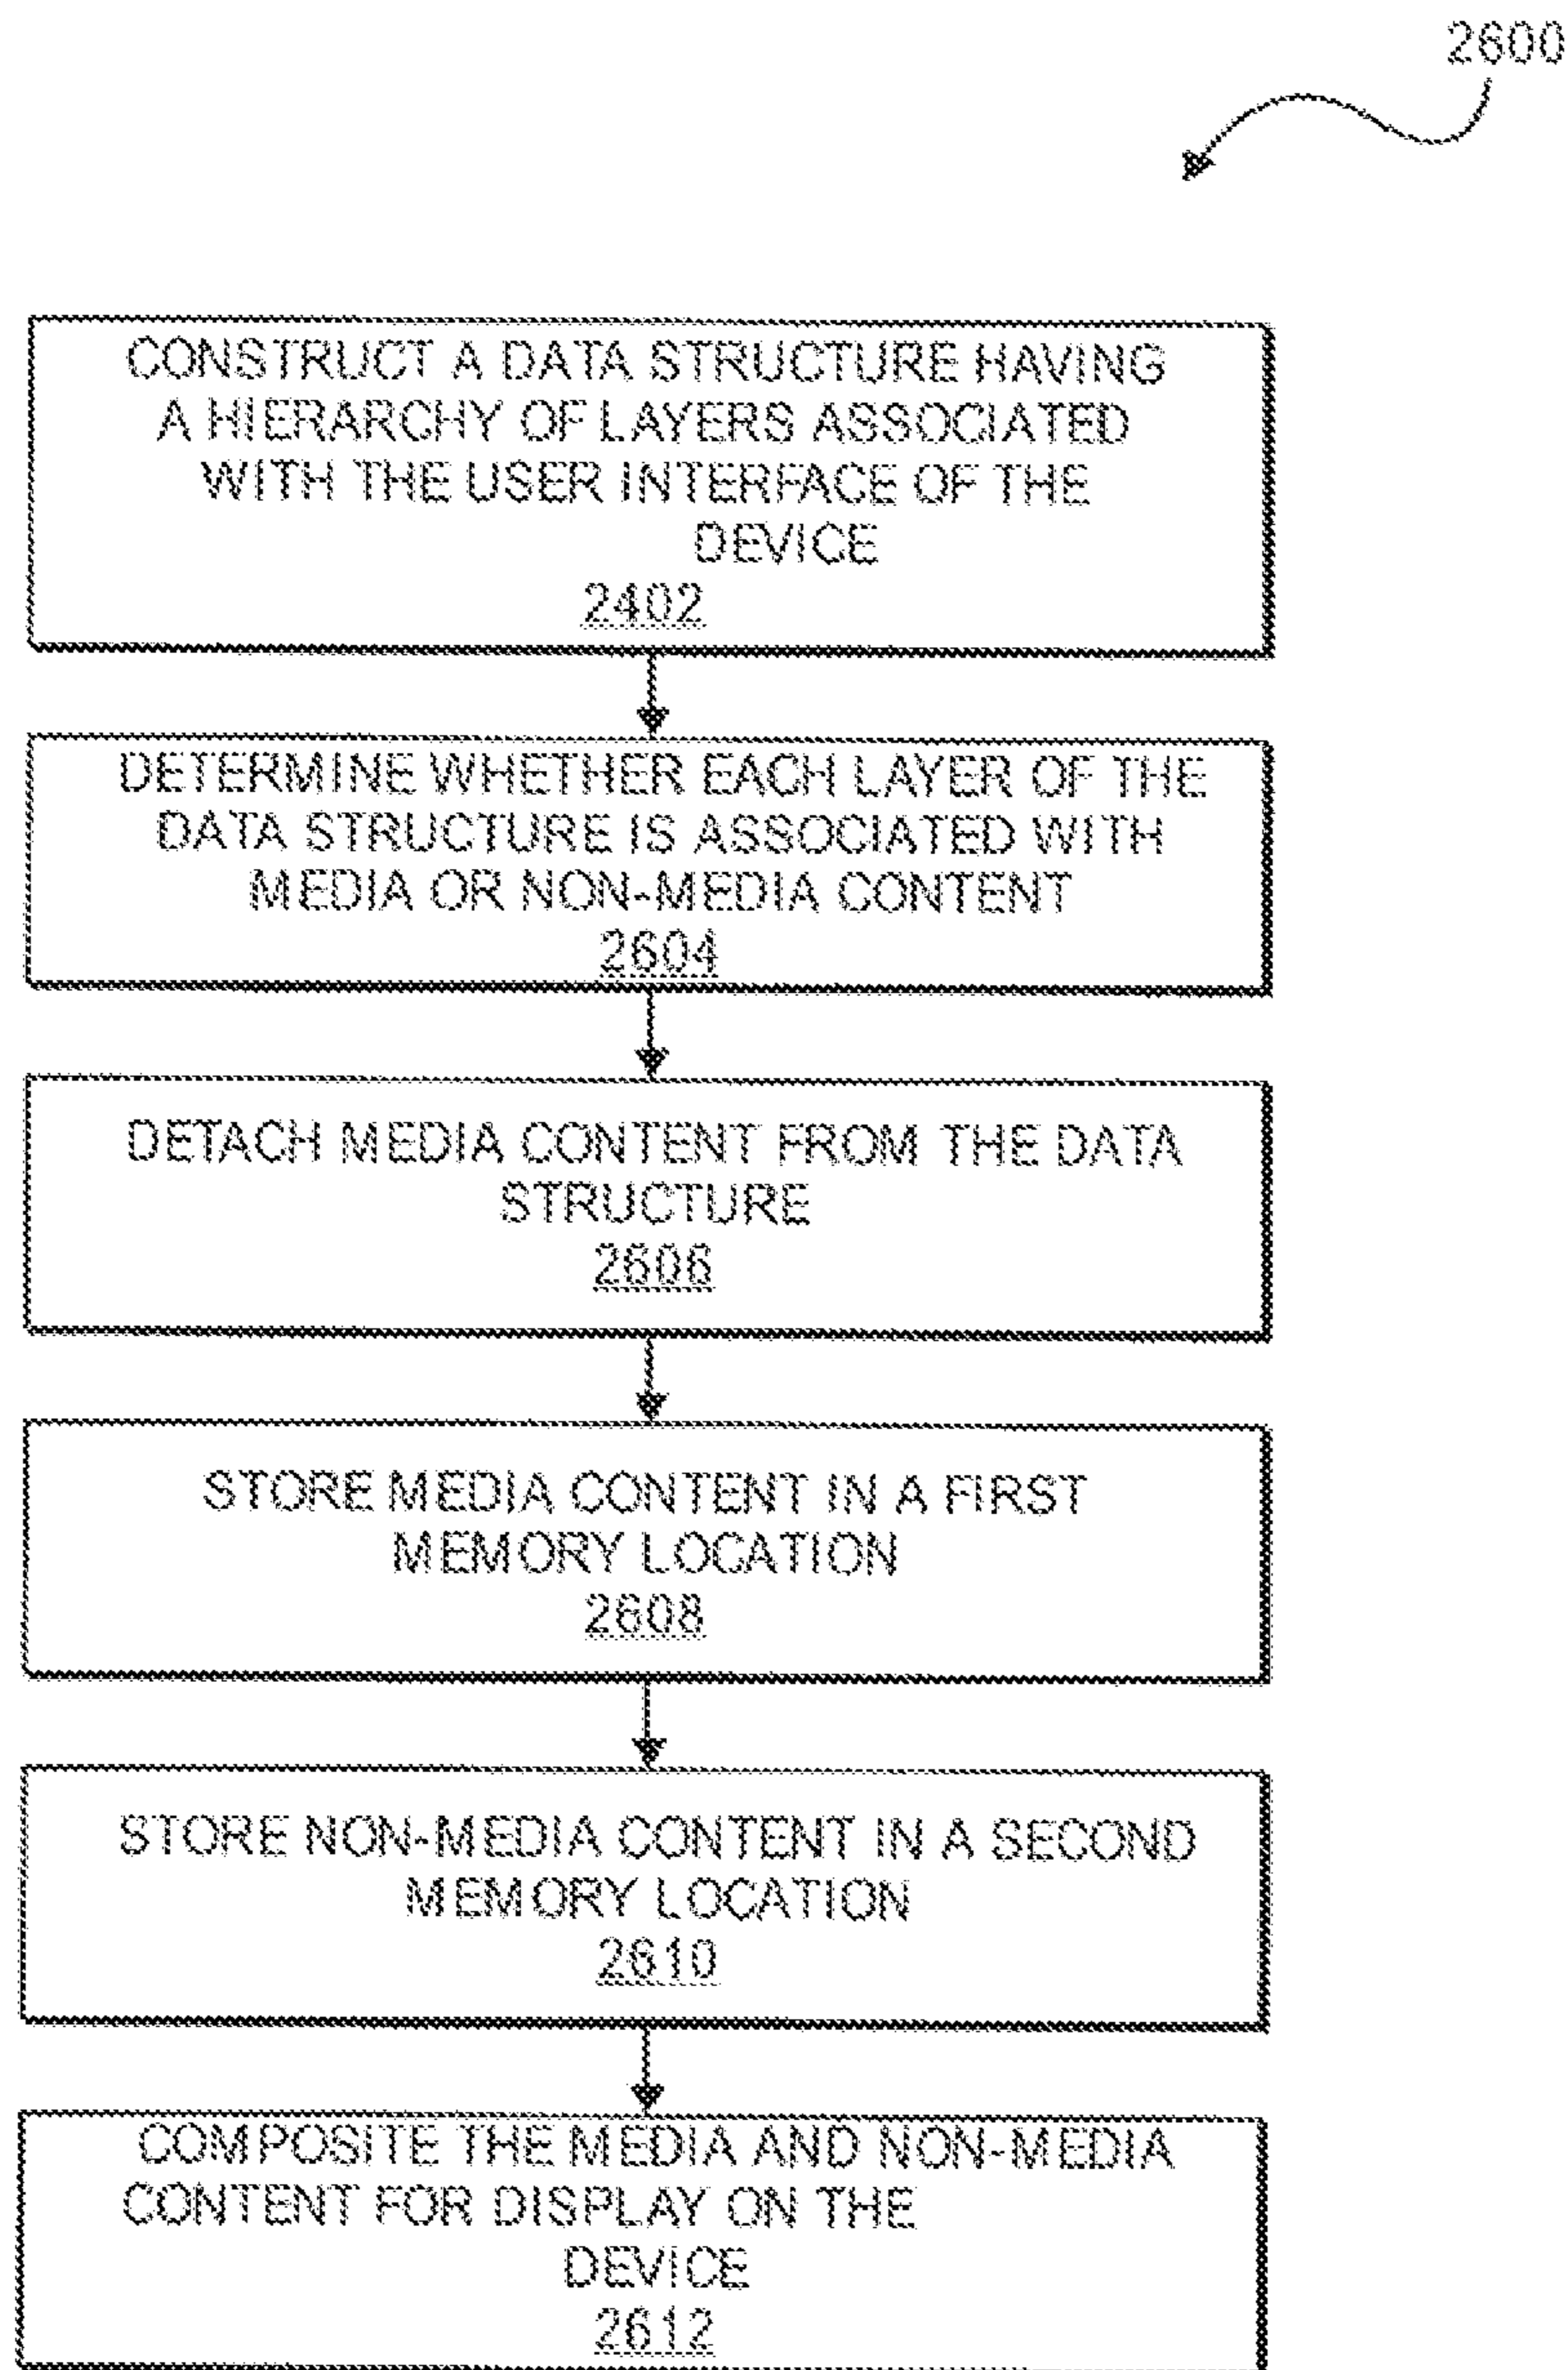 2600
CONSTRUCT A DATA STRUCTURE HAVING
A HIERARCHY OF LAYERS ASSOCIATED
WITH THE USER INTERFACE OF THE
DEVICE
2402
DETERMINE WHETHER EACH LAYER OF THE
DATA STRUCTURE IS ASSOCIATED WITH
MEDIA OR NON-MEDIA CONTENT
2604
DETACH MEDIA CONTENT FROM THE DATA
STRUCTURE
2606
STORE MEDIA CONTENT IN A FIRST
MEMORY LOCATION
2608
STORE NON-MEDIA CONTENT IN A SECOND
MEMORY LOCATION
2610
COMPOSITE THE MEDIA AND NON-MEDIA
CONTENT FOR DISPLAY ON THE
DEVICE
2612